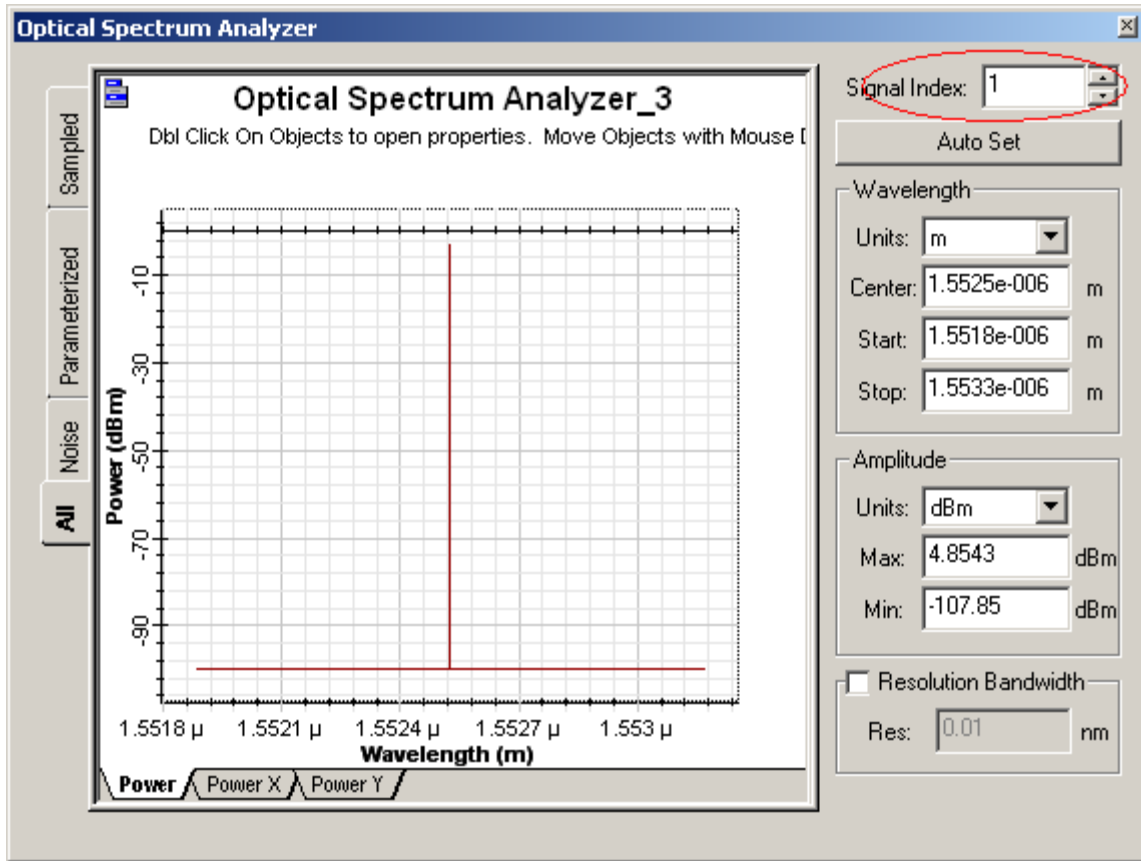 Optical Spectrum Analyzer
Sampled
Parameterized
Noise
All
Optical Spectrum Analyzer_3
Dbl Click On Objects to open properties. Move Objects with Mouse D
Power (dBm)
-10
-30
-50
-70
-90
1.5518 µ 1.5521 µ 1.5524 µ 1.5527 µ 1.553 µ
Wavelength (m)
Power Power X Power Y
Signal Index: 1
Auto Set
Wavelength
Units: m
Center: 1.5525e-006 m
Start: 1.5518e-006 m
Stop: 1.5533e-006 m
Amplitude
Units: dBm
Max: 4.8543 dBm
Min: -107.85 dBm
Resolution Bandwidth
Res: 0.01 nm